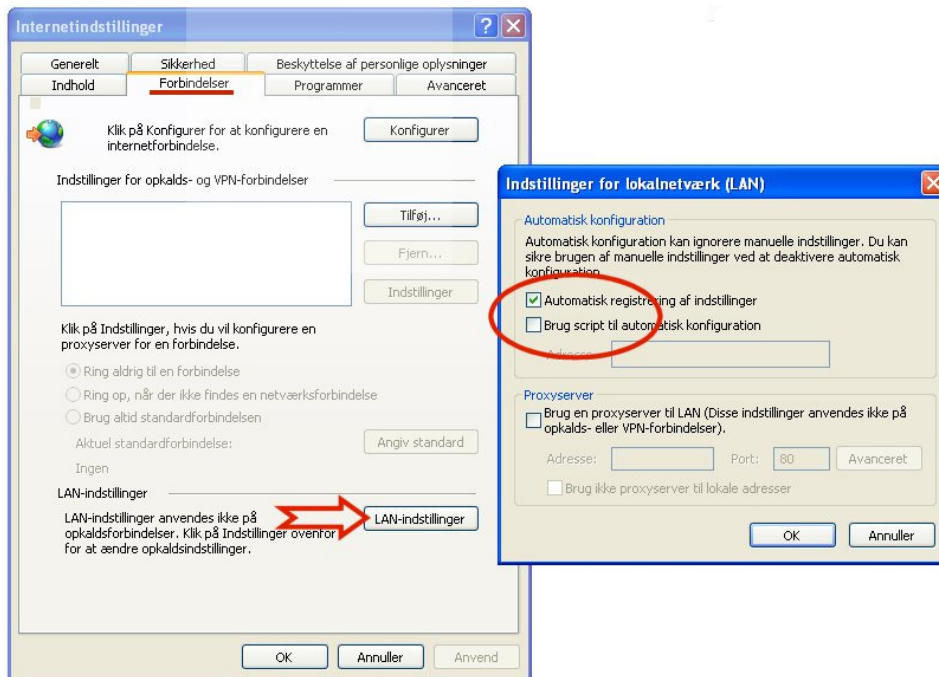 Internetindstillinger
Generelt
Sikkerhed
Beskyttelse af personlige oplysninger
Indhold
Forbindelser
Programmer
Avanceret
Klik på Konfigurer for at konfigurere en
internetforbindelse.
Konfigurer
Indstillinger for opkalds- og VPN-forbindelser
Tilføj...
Fjern...
Indstillinger
Klik på Indstillinger, hvis du vil konfigurere en
proxyserver for en forbindelse.
Ring aldrig til en forbindelse
Ring op, når der ikke findes en netværksforbindelse
Brug altid standardforbindelsen
Aktuel standardforbindelse:
Angiv standard
Ingen
LAN-indstillinger
LAN-indstillinger anvendes ikke på
opkaldsforbindelser. Klik på Indstillinger ovenfor
for at ændre opkaldsindstillinger.
LAN-indstillinger
OK
Annuller
Anvend
Indstillinger for lokalnetværk (LAN)
Automatisk konfiguration
Automatisk konfiguration kan ignorere manuelle indstillinger. Du kan
sikre brugen af manuelle indstillinger ved at deaktivere automatisk
konfiguration.
Automatisk registrering af indstillinger
Brug script til automatisk konfiguration
Adresse
Proxyserver
Brug en proxyserver til LAN (Disse indstillinger anvendes ikke på
opkalds- eller VPN-forbindelser).
Adresse:
Port:
80
Avanceret
Brug ikke proxyserver til lokale adresser
OK
Annuller